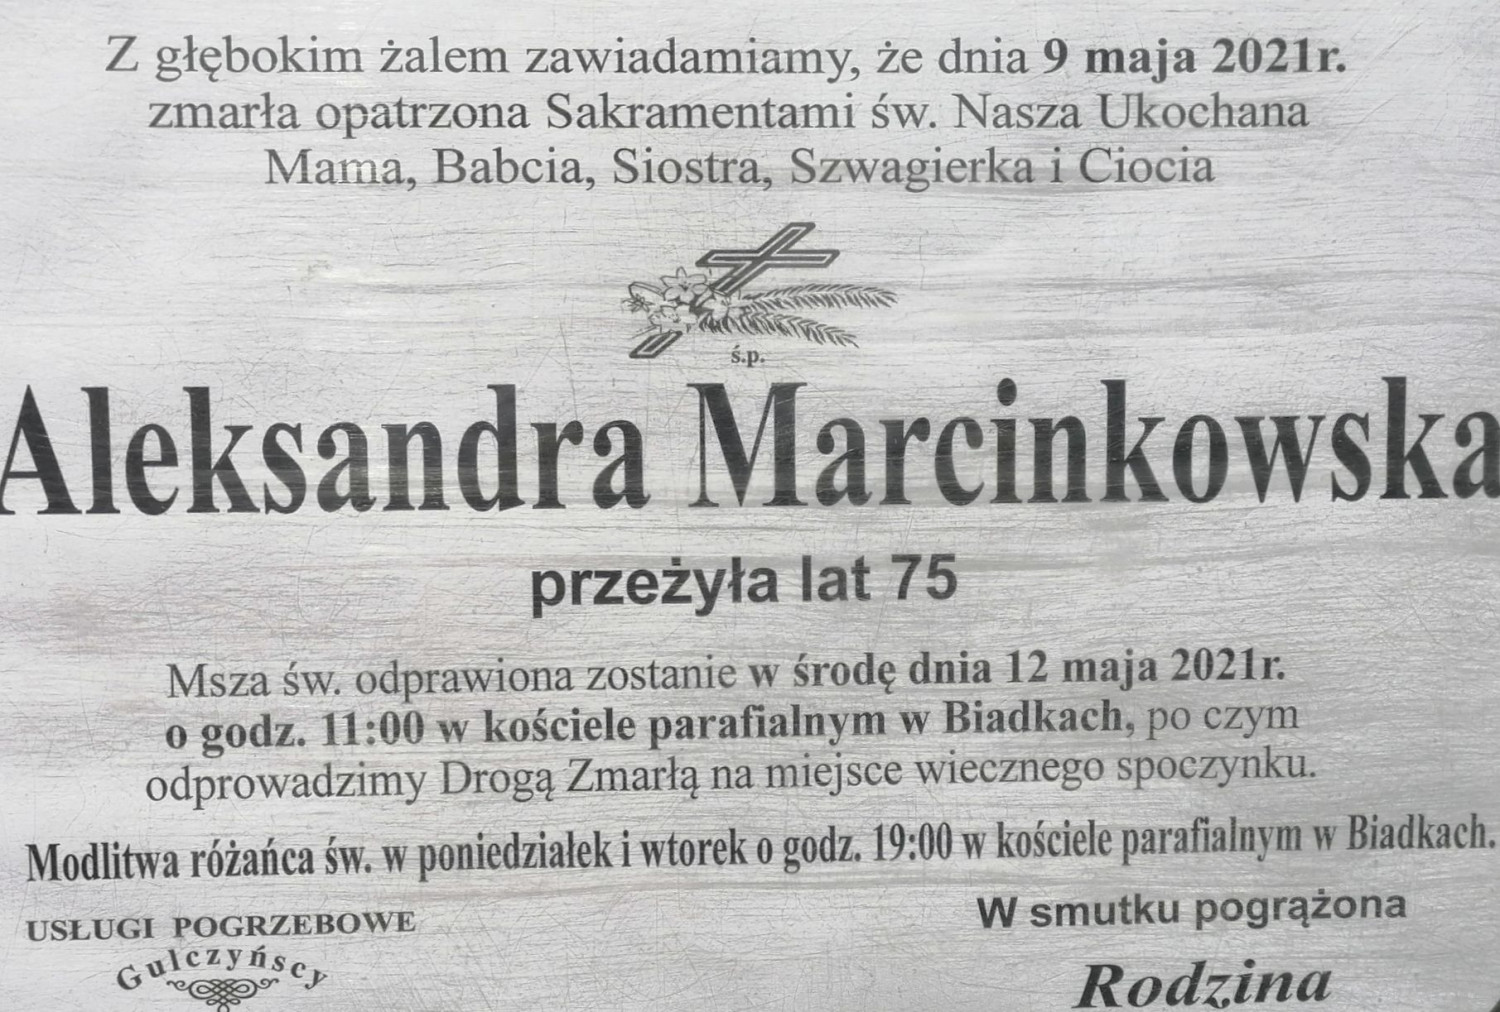 Z głębokim żalem zawiadamiamy, że dnia 9 maja 2021r.
zmarła opatrzona Sakramentami św. Nasza Ukochana
Mama, Babcia, Siostra, Szwagierka i Ciocia
ś.p.
Aleksandra Marcinkowska
przeżyła lat 75
Msza św. odprawiona zostanie w środę dnia 12 maja 2021r.
o godz. 11:00 w kościele parafialnym w Biadkach, po czym
odprowadzimy Drogą Zmarłą na miejsce wiecznego spoczynku.
Modlitwa różańca św. w poniedziałek i wtorek o godz. 19:00 w kościele parafialnym w Biadkach.
USŁUGI POGRZEBOWE
Gulczyńscy
W smutku pogrążona
Rodzina